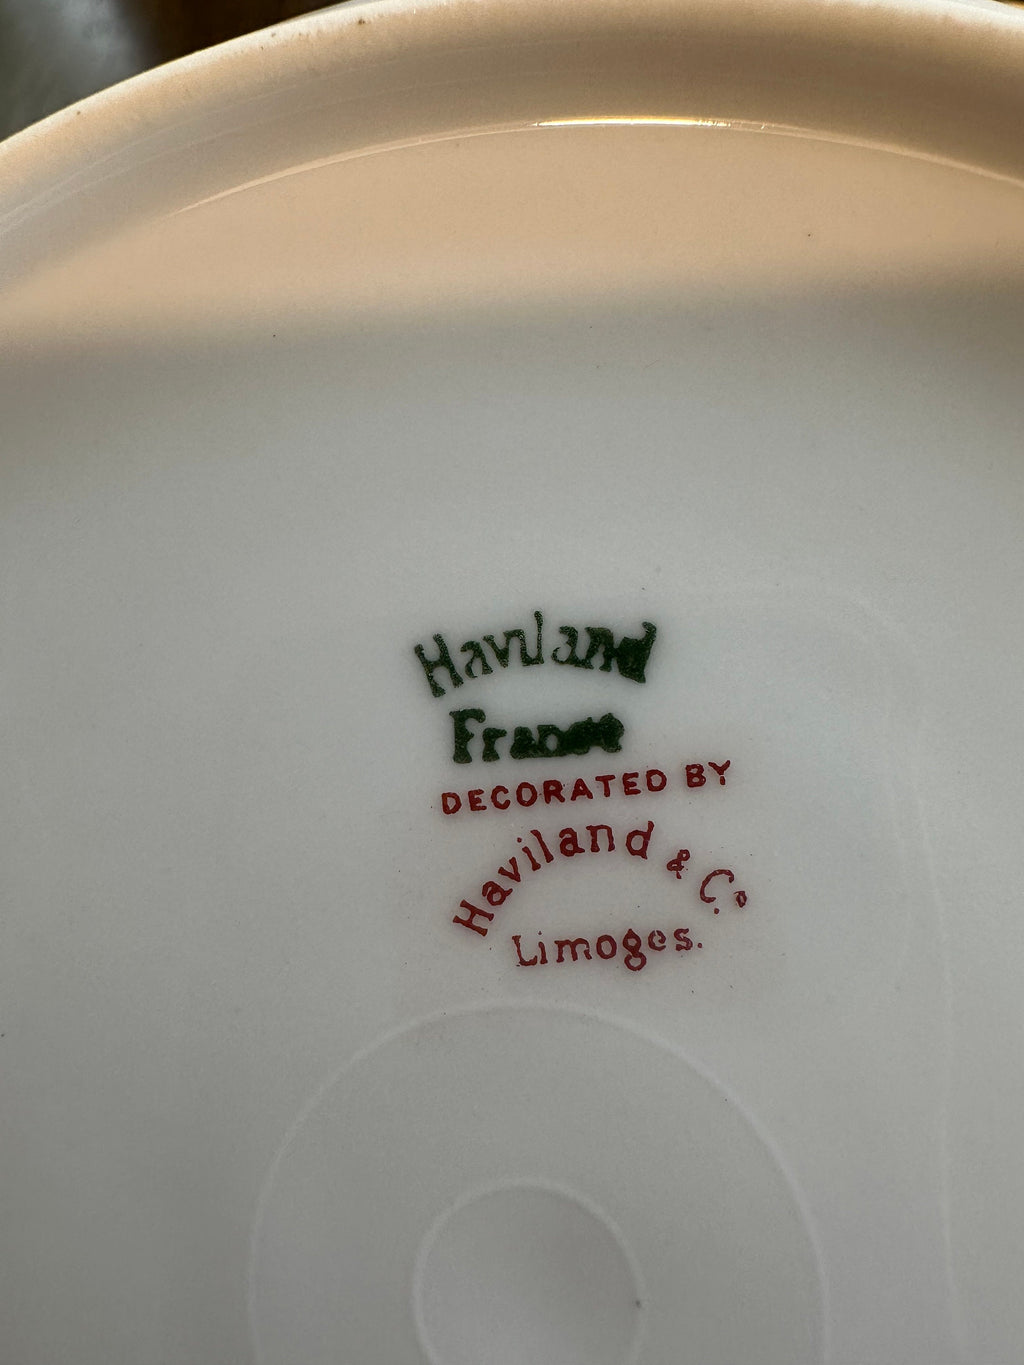 Haviland
France
DECORATED BY
Haviland & Co
Limoges.